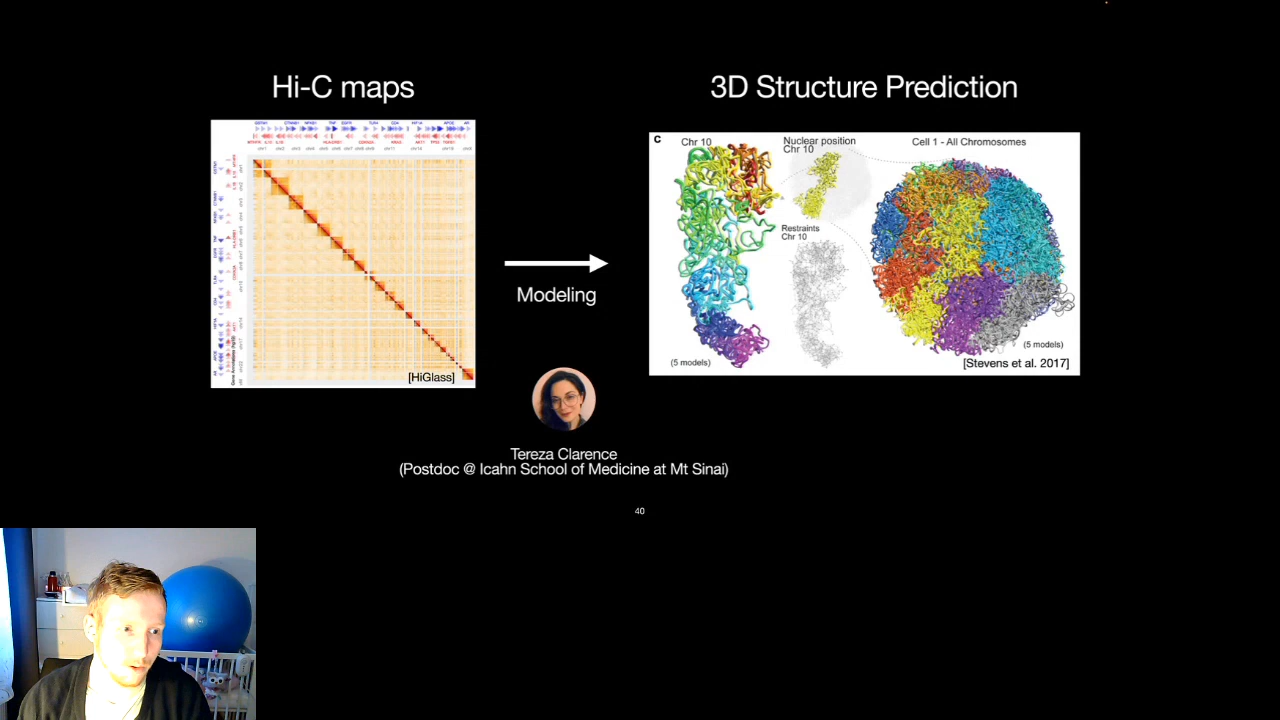 Hi-C maps
3D Structure Prediction
[HiGlass]
Modeling
C
Chr 10
Nuclear position
Chr 10
Cell 1 - All Chromosomes
Restraints
Chr 10
(5 models)
(5 models)
[Stevens et al. 2017]
Tereza Clarence
(Postdoc @ Icahn School of Medicine at Mt Sinai)
40